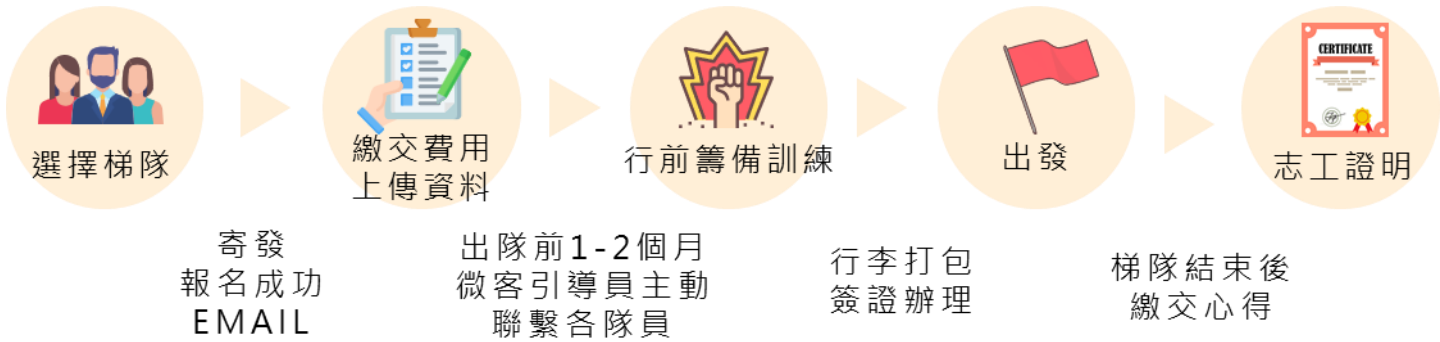 CERTIFICATE
選擇梯隊
繳交費用
上傳資料
行前籌備訓練
出發
志工證明
寄發
報名成功
EMAIL
出隊前1-2個月
微客引導員主動
聯繫各隊員
行李打包
簽證辦理
梯隊結束後
繳交心得